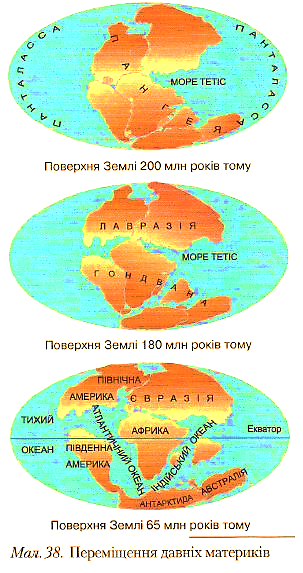 ПАНТАЛАССА
ПАНГЕЯ
ПАНТАЛАССА
МОРЕ ТЕТІС
Поверхня Землі 200 млн років тому
ЛАВРАЗІЯ
МОРЕ ТЕТІС
ГОНДВАНА
Поверхня Землі 180 млн років тому
ПІВНІЧНА
АМЕРИКА
ЄВРАЗІЯ
ТИХИЙ
ОКЕАН
АТЛАНТИЧНИЙ ОКЕАН
АФРИКА
ІНДІЙСЬКИЙ ОКЕАН
Екватор
ПІВДЕННА
АМЕРИКА
АНТАРКТИДА
АВСТРАЛІЯ
Поверхня Землі 65 млн років тому
Мал. 38. Переміщення давніх материків